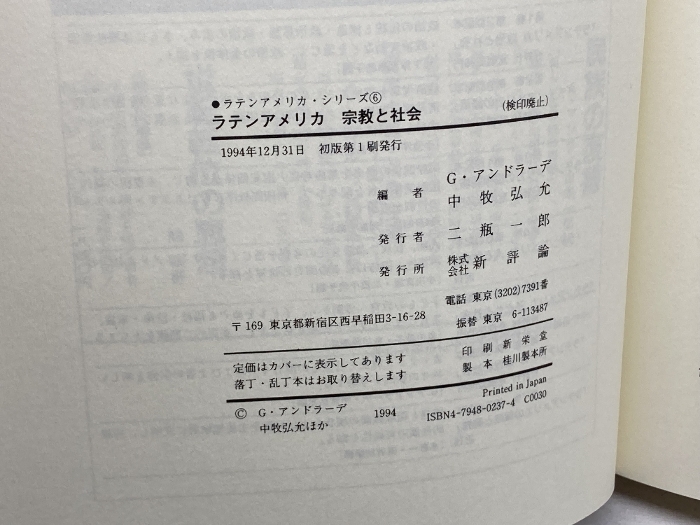 ●ラテンアメリカ・シリーズ⑥
ラテンアメリカ 宗教と社会 (検印廃止)
1994年12月31日 初版第1刷発行
編者 G・アンドラーデ
中牧弘允
発行者 二瓶一郎
発行所 株式会社 新評論
電話 東京(3202)7391番
〒169 東京都新宿区西早稲田3-16-28
振替 東京 6-113487
定価はカバーに表示してあります
落丁・乱丁本はお取り替えします
印刷 新栄堂
製本 桂川製本所
Ⓒ G・アンドラーデ 1994
中牧弘允ほか
Printed in Japan
ISBN4-7948-0237-4 C0030